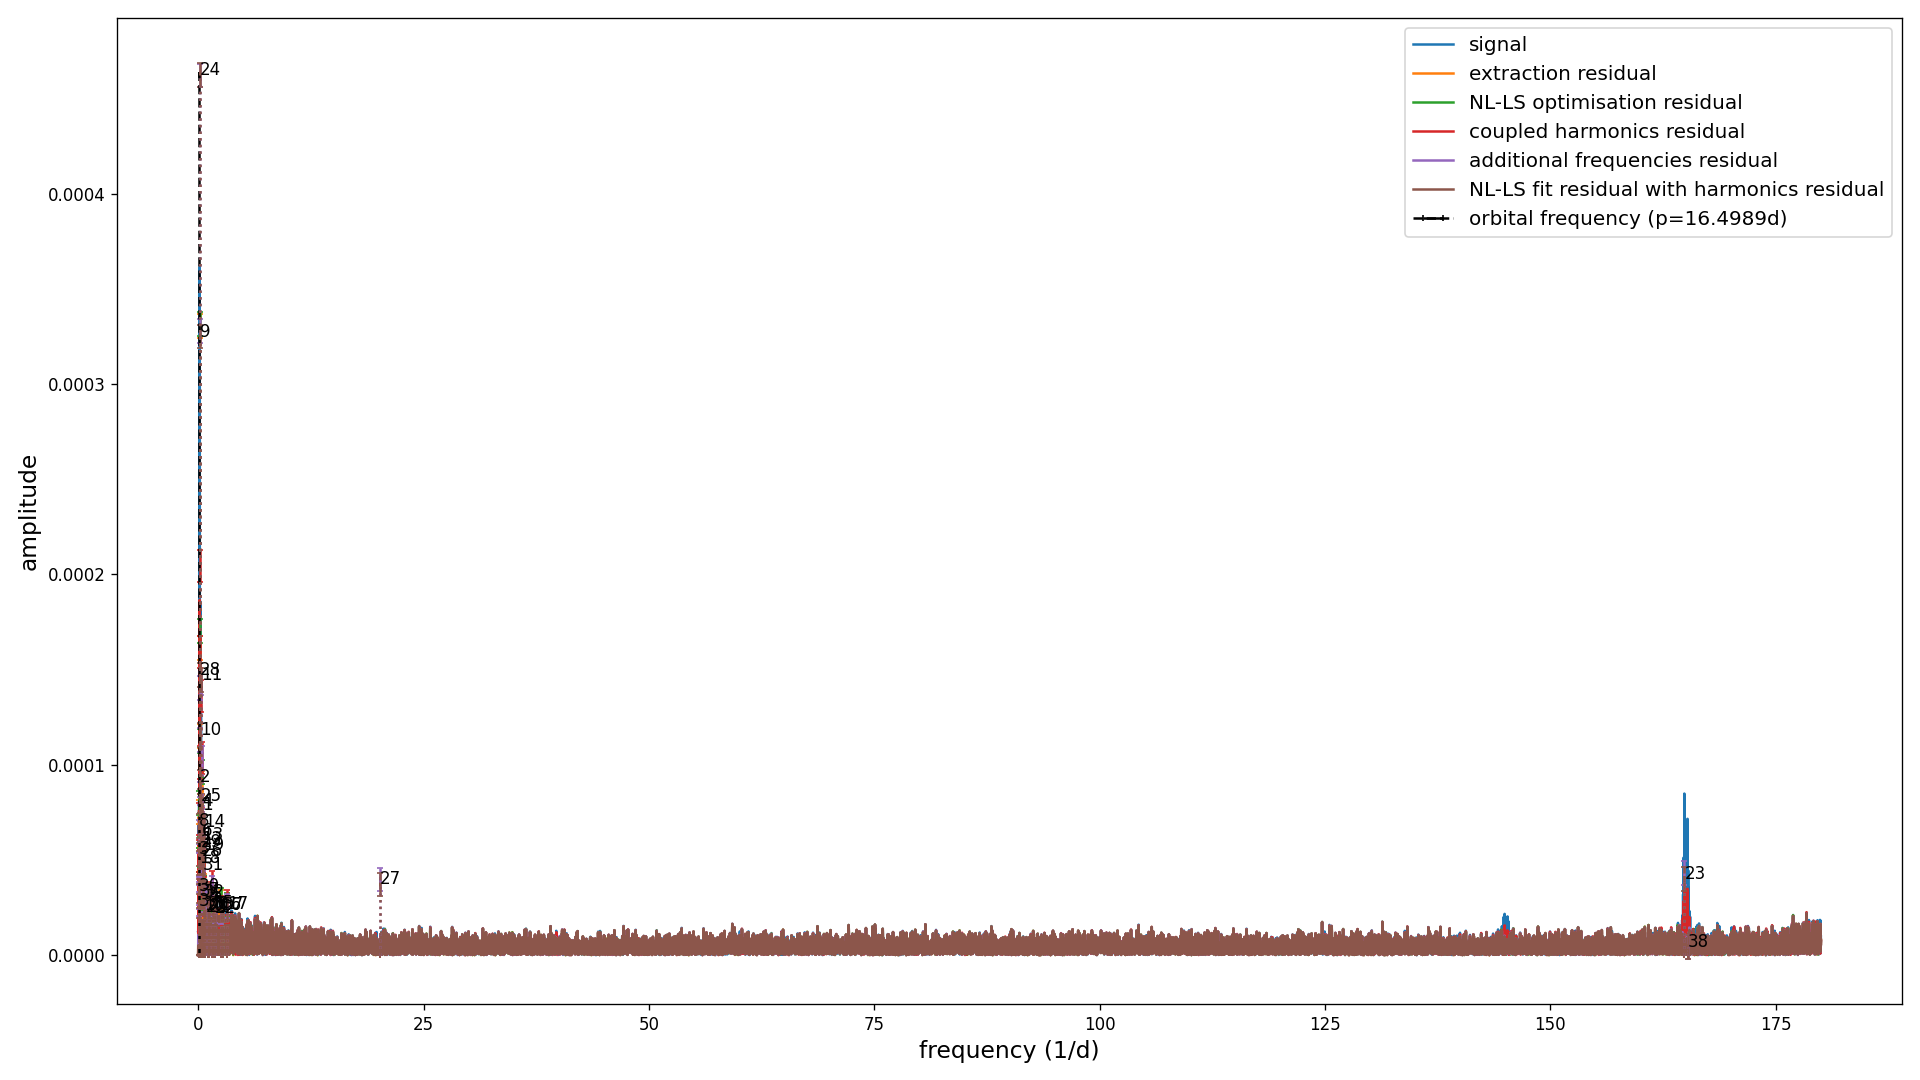 signal
extraction residual
NL-LS optimisation residual
coupled harmonics residual
additional frequencies residual
NL-LS fit residual with harmonics residual
orbital frequency (p=16.4989d)
24
9
28
11
10
2
25
14
31
27
23
38
amplitude
0.0004
0.0003
0.0002
0.0001
0.0000
0
25
50
75
100
125
150
175
frequency (1/d)